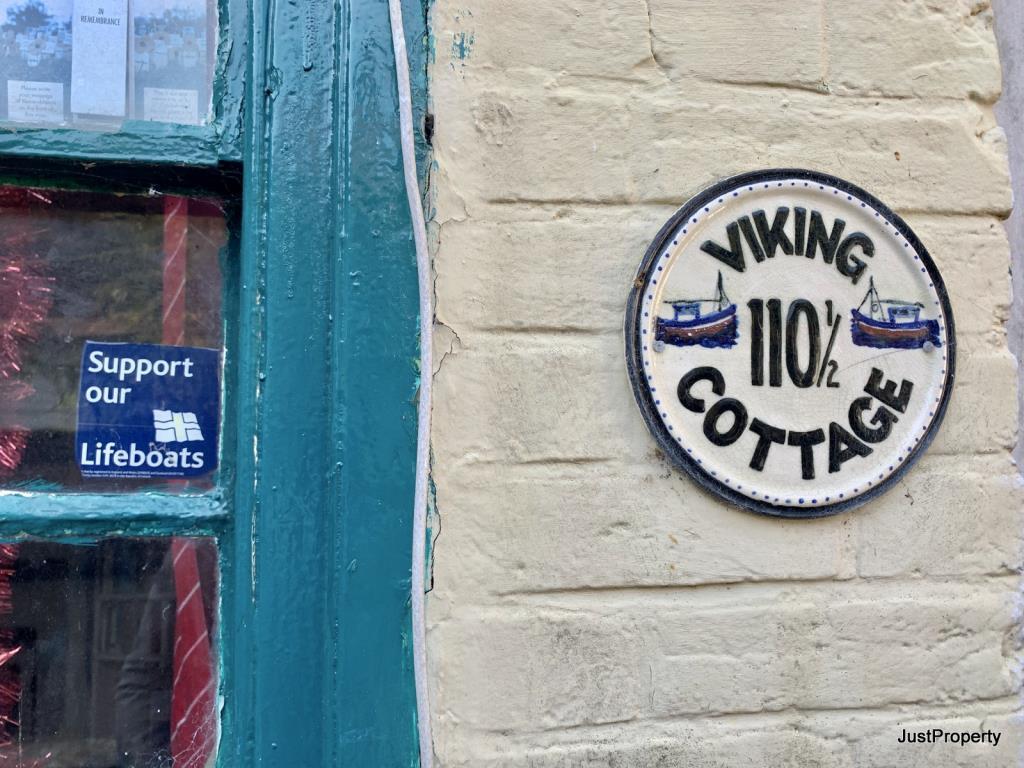 IN
REMEMBRANCE
Support
our
Lifeboats
VIKING
110½
COTTAGE
JustProperty